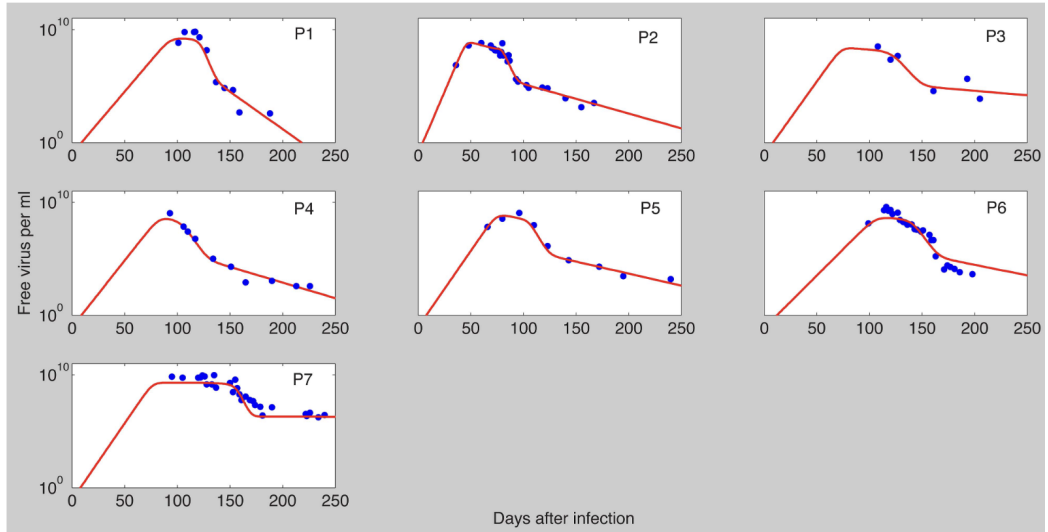 10^10 P1 P2 P3
10^0
0 50 100 150 200 250 0 50 100 150 200 250 0 50 100 150 200 250
10^10 P4 P5 P6
Free virus per ml
10^0
0 50 100 150 200 250 0 50 100 150 200 250 0 50 100 150 200 250
10^10 P7
10^0
0 50 100 150 200 250
Days after infection